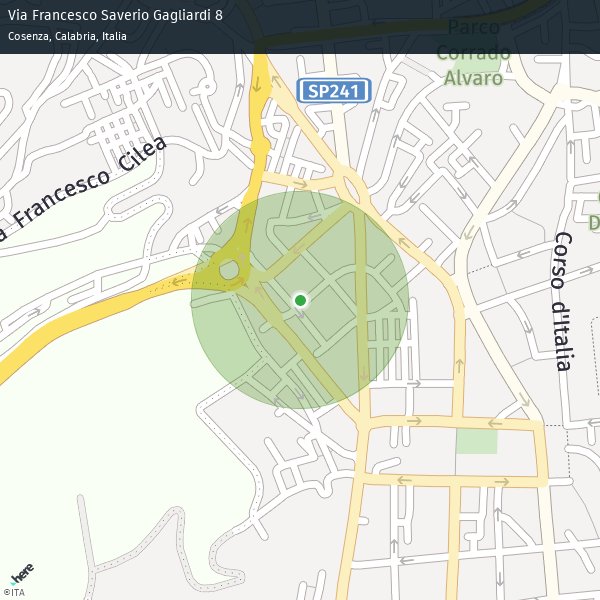 Via Francesco Saverio Gagliardi 8
Cosenza, Calabria, Italia
Parco
Corrado
Alvaro
SP241
Francesco Cilea
Corso d'Italia
here
©ITA